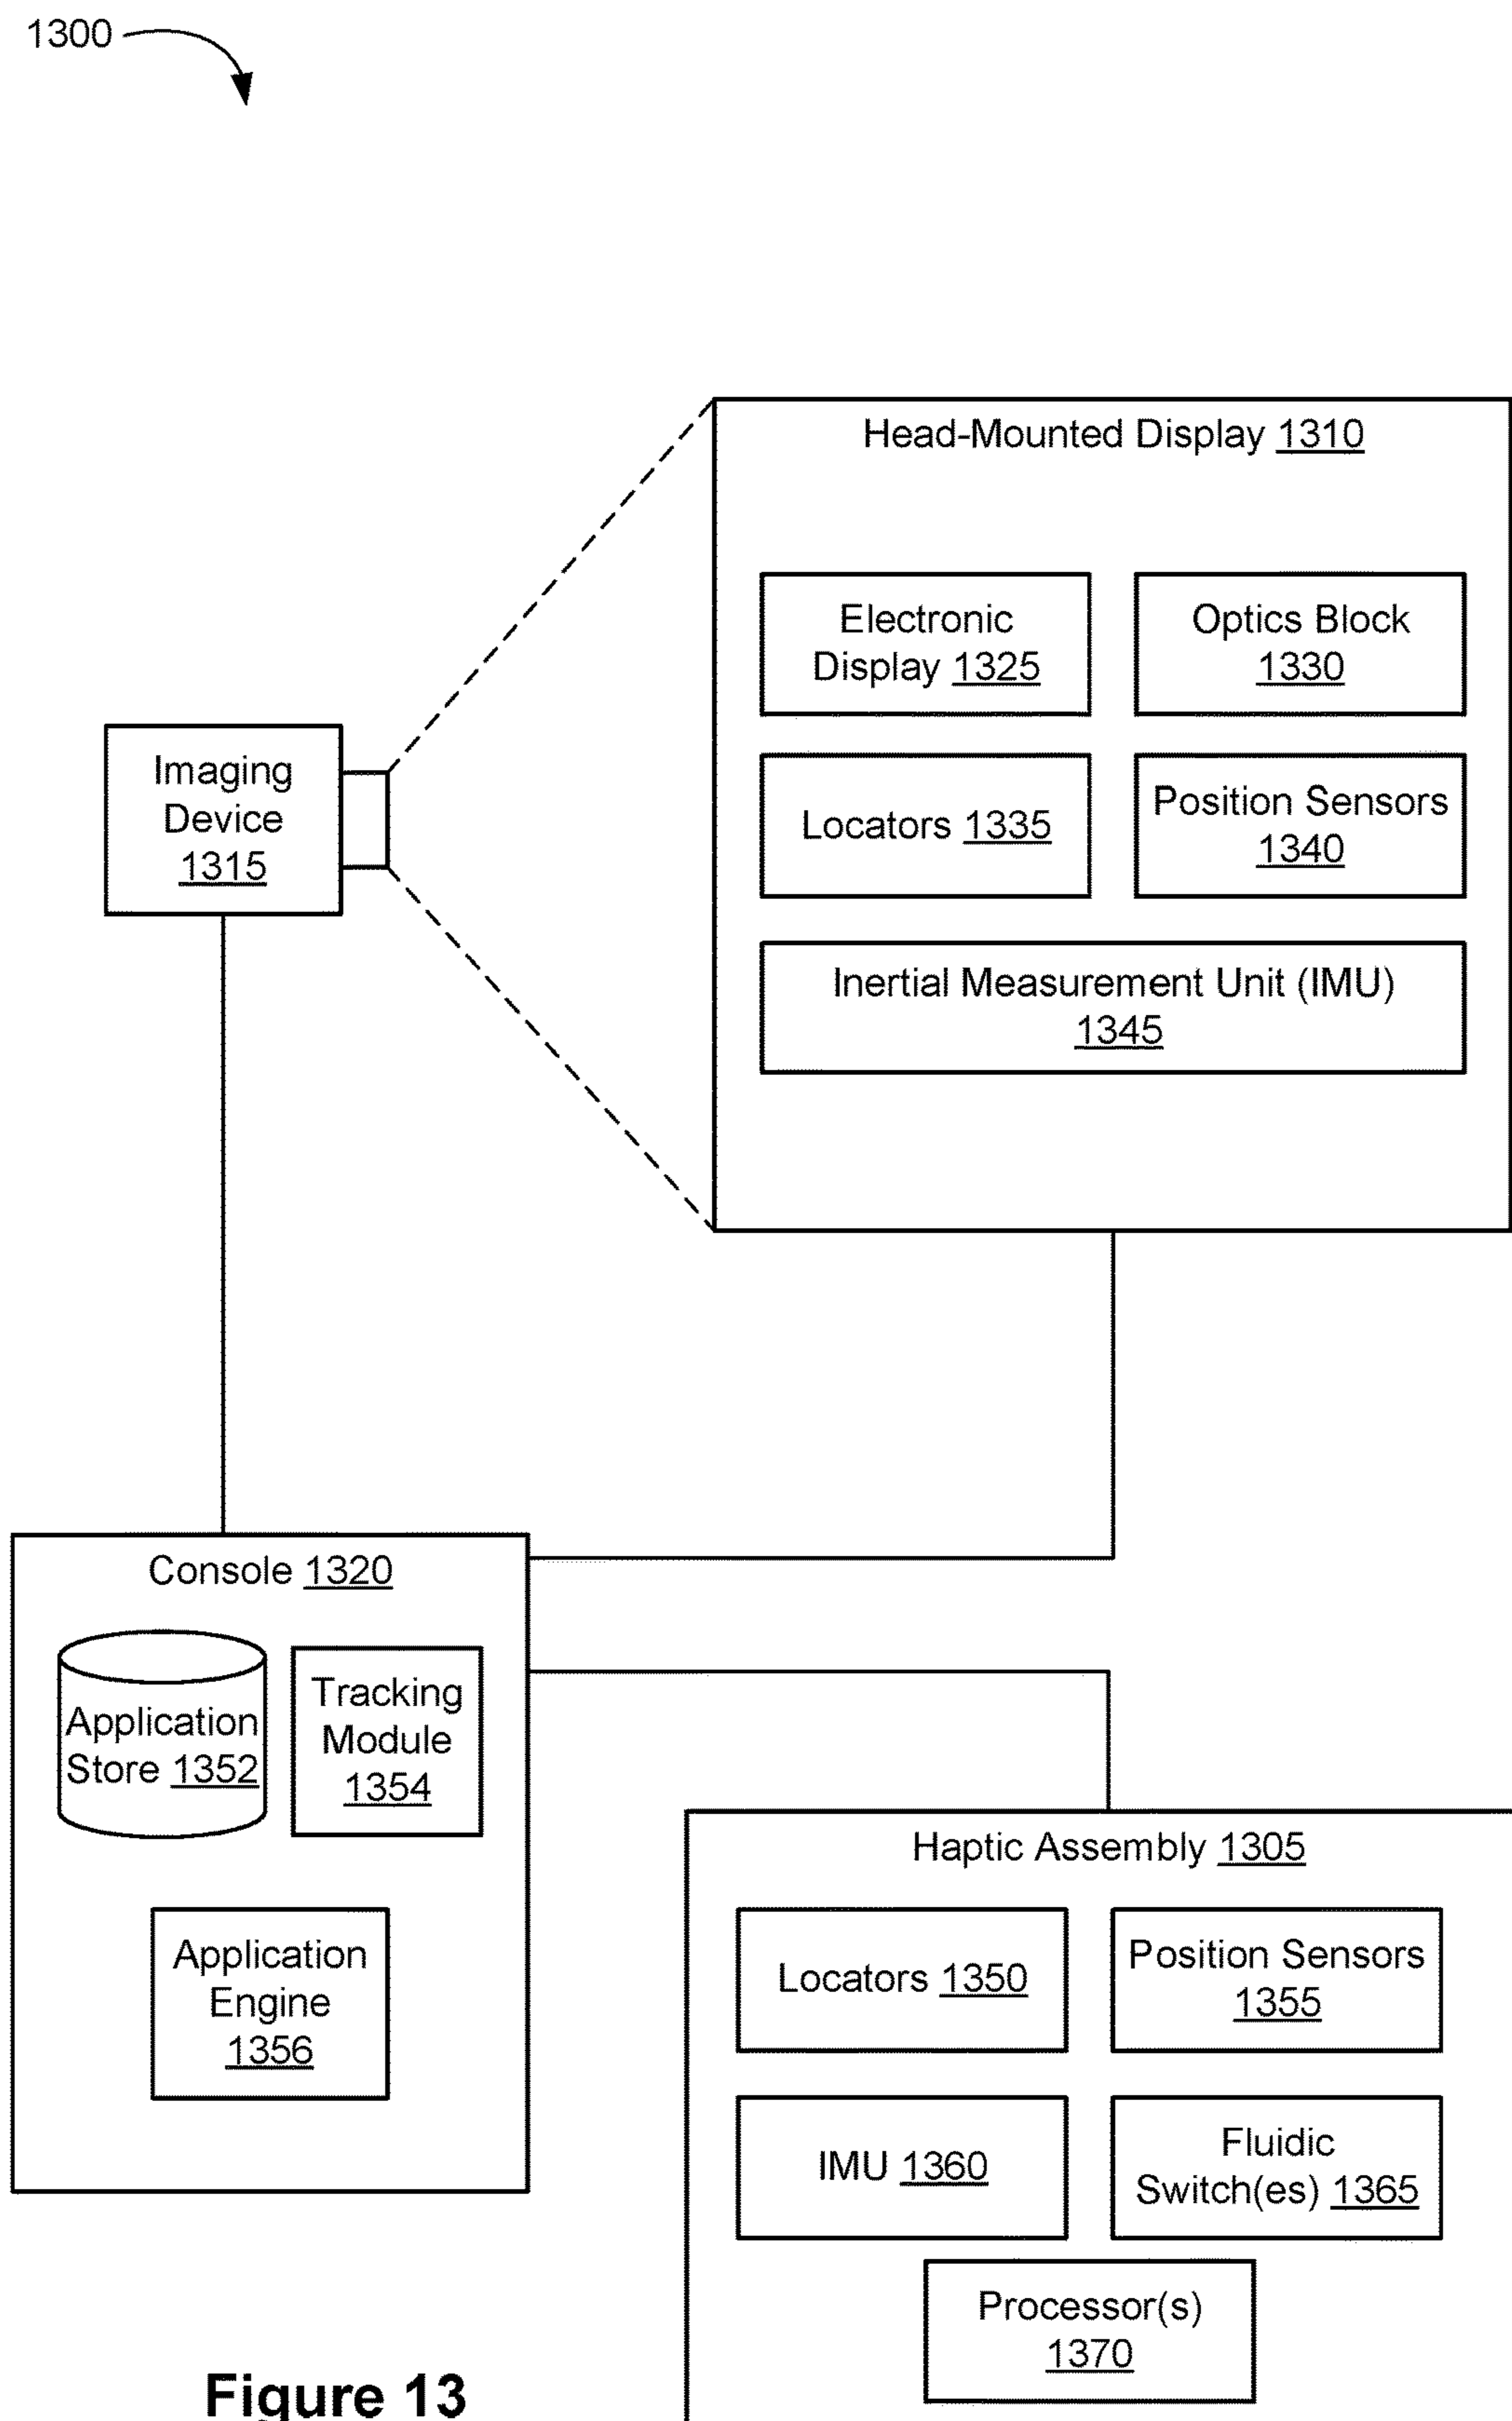 1300
Head-Mounted Display 1310
Electronic
Display 1325
Optics Block
1330
Imaging
Device
1315
Locators 1335
Position Sensors
1340
Inertial Measurement Unit (IMU)
1345
Console 1320
Application
Store 1352
Tracking
Module
1354
Application
Engine
1356
Haptic Assembly 1305
Locators 1350
Position Sensors
1355
IMU 1360
Fluidic
Switch(es) 1365
Processor(s)
1370
Figure 13